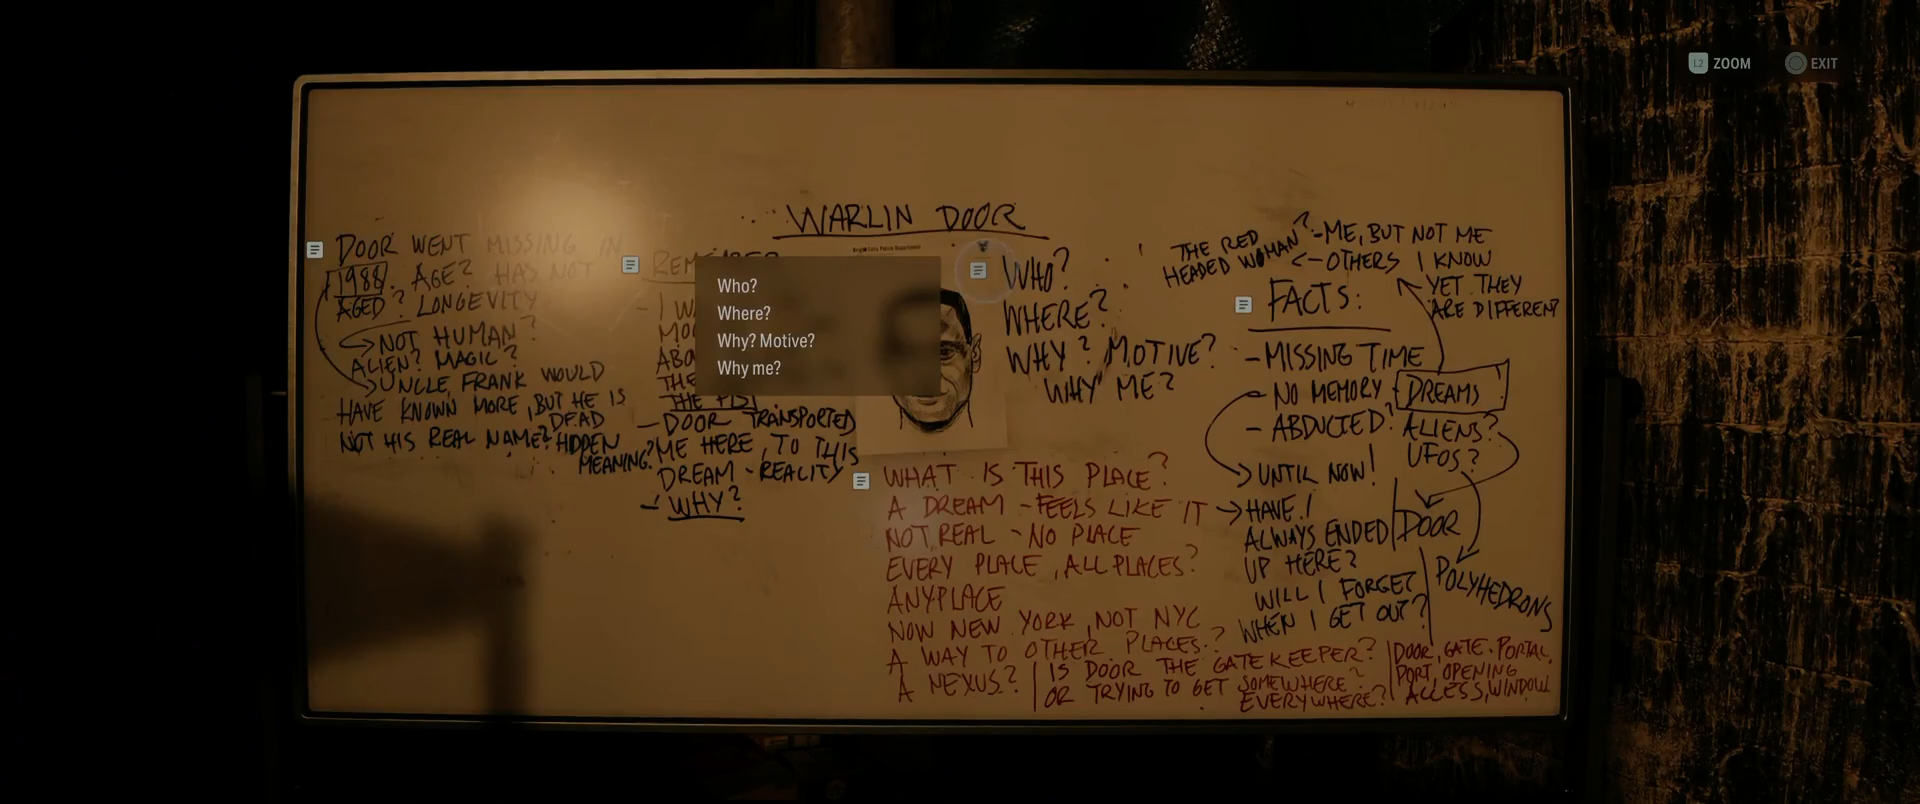 ZOOM
EXIT
WARLIN DOOR
DOOR WENT MISSING IN
1988. AGE? HAS NOT
AGED? LONGEVITY
NOT HUMAN?
ALIEN? MAGIC?
UNCLE, FRANK WOULD
HAVE KNOWN MORE, BUT HE IS
DEAD
NOT HIS REAL NAME? HIDDEN
MEANING?
REMEMBER
- I W
MO
ABO
THE
THE FIST
- DOOR TRANSPORTED
ME HERE, TO THIS
DREAM - REALITY
- WHY?
Who?
Where?
Why? Motive?
Why me?
WHO?
WHERE?
WHY? MOTIVE?
WHY ME?
WHAT IS THIS PLACE?
A DREAM - FEELS LIKE IT
NOT REAL - NO PLACE
EVERY PLACE, ALL PLACES?
ANYPLACE
NOW NEW YORK, NOT NYC
A WAY TO OTHER PLACES?
A NEXUS?
IS DOOR THE GATEKEEPER?
OR TRYING TO GET SOMEWHERE?
EVERYWHERE?
DOOR, GATE, PORTAL,
PORT, OPENING
ACCESS, WINDOW
THE RED
HEADED WOMAN?
- ME, BUT NOT ME
- OTHERS I KNOW
YET THEY
ARE DIFFERENT
FACTS:
- MISSING TIME
- NO MEMORY - DREAMS
- ABDUCTED? ALIENS?
UFOS?
UNTIL NOW!
HAVE I
ALWAYS ENDED
UP HERE?
WILL I FORGET
WHEN I GET OUT?
DOOR
POLYHEDRONS